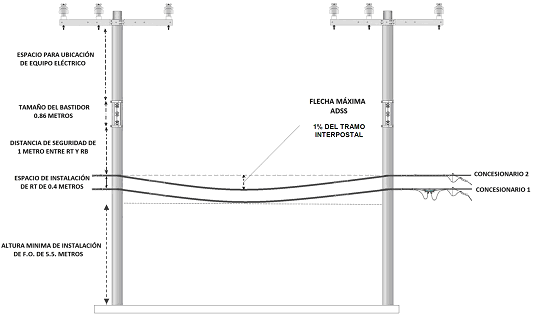 ESPACIO PARA UBICACIÓN
DE EQUIPO ELÉCTRICO
TAMAÑO DEL BASTIDOR
0.86 METROS
DISTANCIA DE SEGURIDAD DE
1 METRO ENTRE RT Y RB
ESPACIO DE INSTALACIÓN
DE RT DE 0.4 METROS
ALTURA MINIMA DE INSTALACIÓN
DE F.O. DE 5.5. METROS
FLECHA MÁXIMA
ADSS
1% DEL TRAMO
INTERPOSTAL
CONCESIONARIO 2
CONCESIONARIO 1